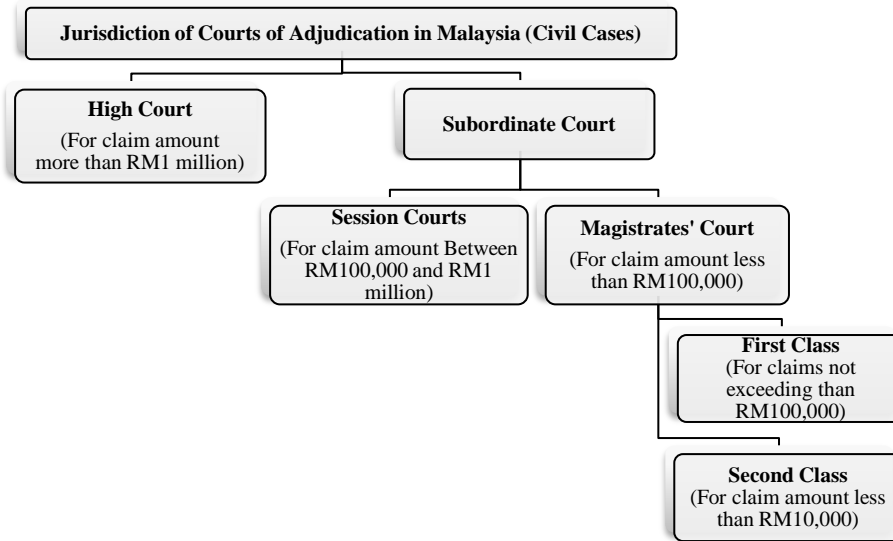 Jurisdiction of Courts of Adjudication in Malaysia (Civil Cases)
High Court
(For claim amount
more than RM1 million)
Subordinate Court
Session Courts
(For claim amount Between
RM100,000 and RM1
million)
Magistrates' Court
(For claim amount less
than RM100,000)
First Class
(For claims not
exceeding than
RM100,000)
Second Class
(For claim amount less
than RM10,000)